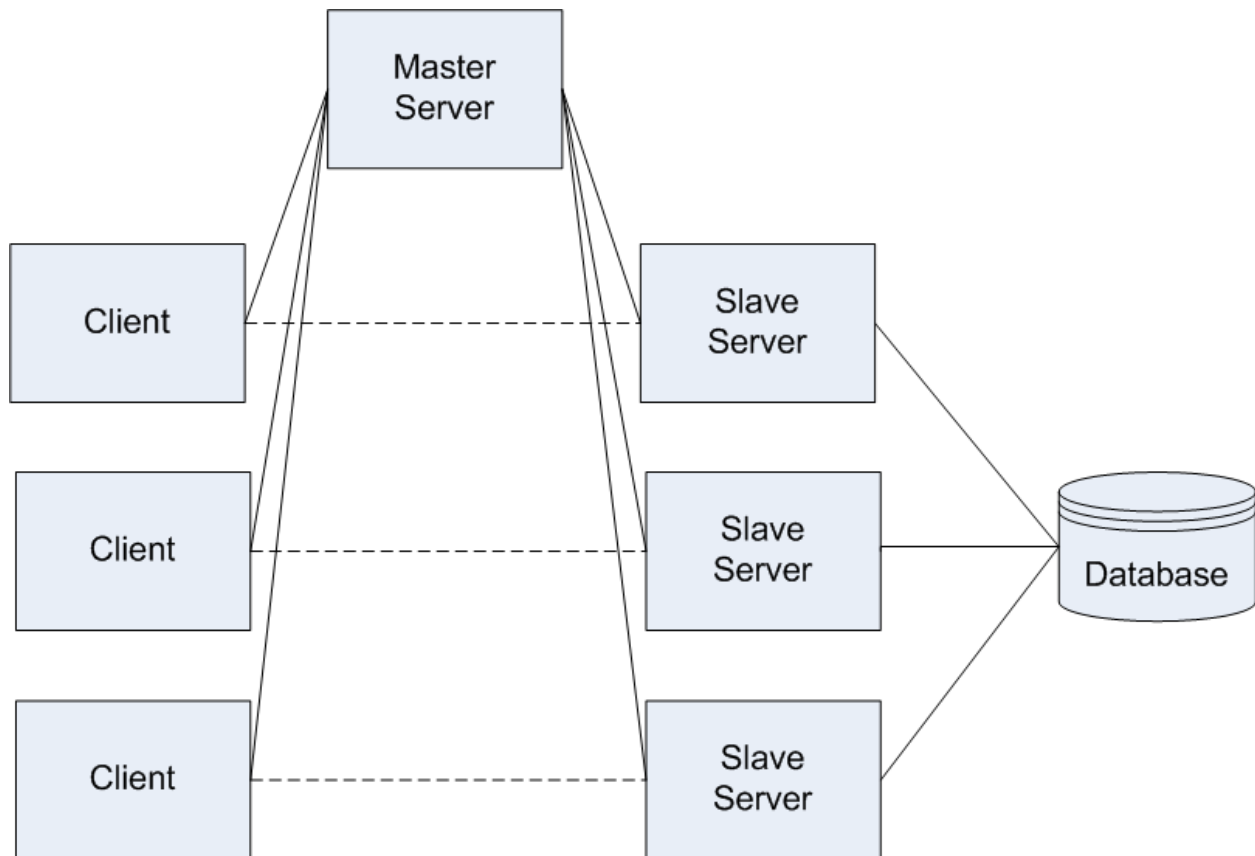 Master
Server
Client
Slave
Server
Client
Slave
Server
Database
Client
Slave
Server